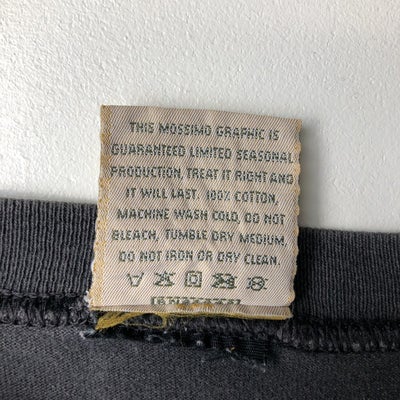 THIS MOSSIMO GRAPHIC IS
GUARANTEED LIMITED SEASONAL
PRODUCTION, TREAT IT RIGHT AND
IT WILL LAST. 100% COTTON,
MACHINE WASH COLD, DO NOT
BLEACH, TUMBLE DRY MEDIUM,
DO NOT IRON OR DRY CLEAN.